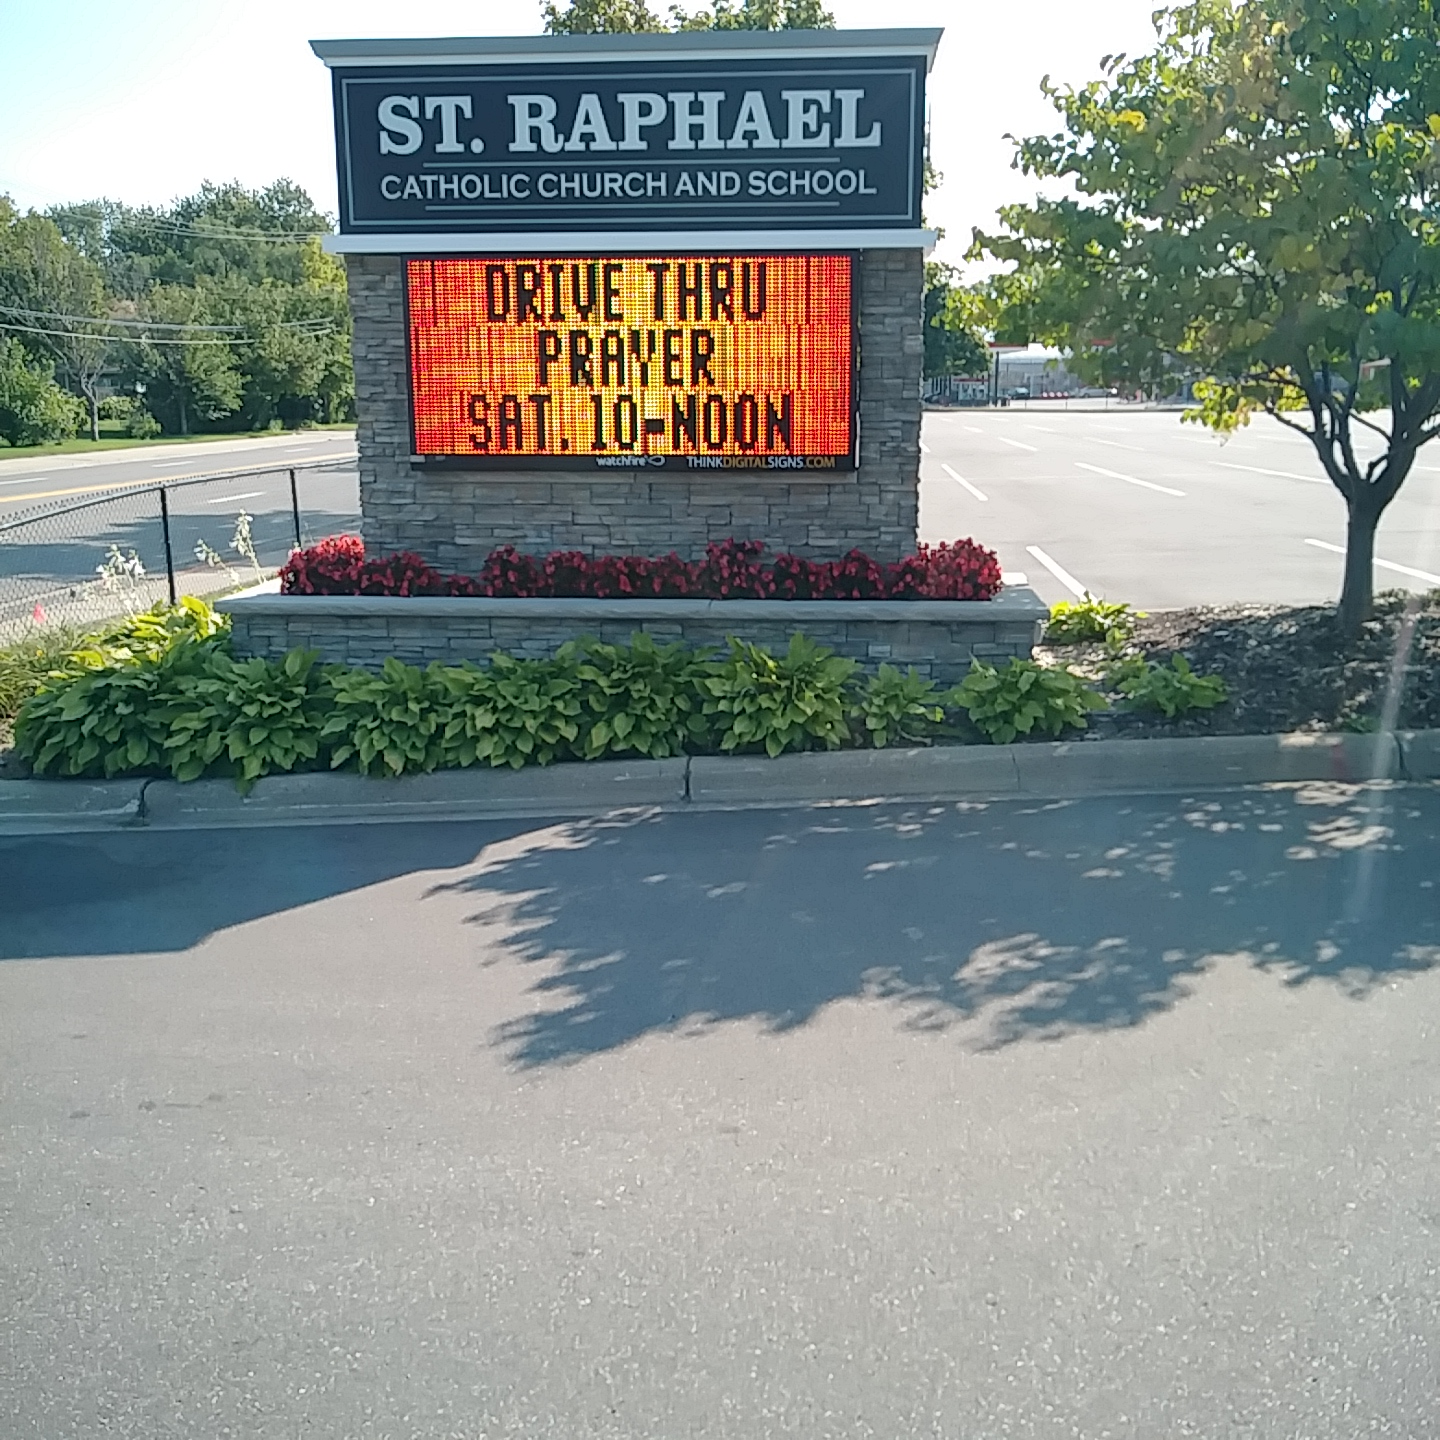 ST. RAPHAEL
CATHOLIC CHURCH AND SCHOOL
DRIVE THRU
PRAYER
SAT. 10-NOON
watchfire THINKDIGITALSIGNS.COM